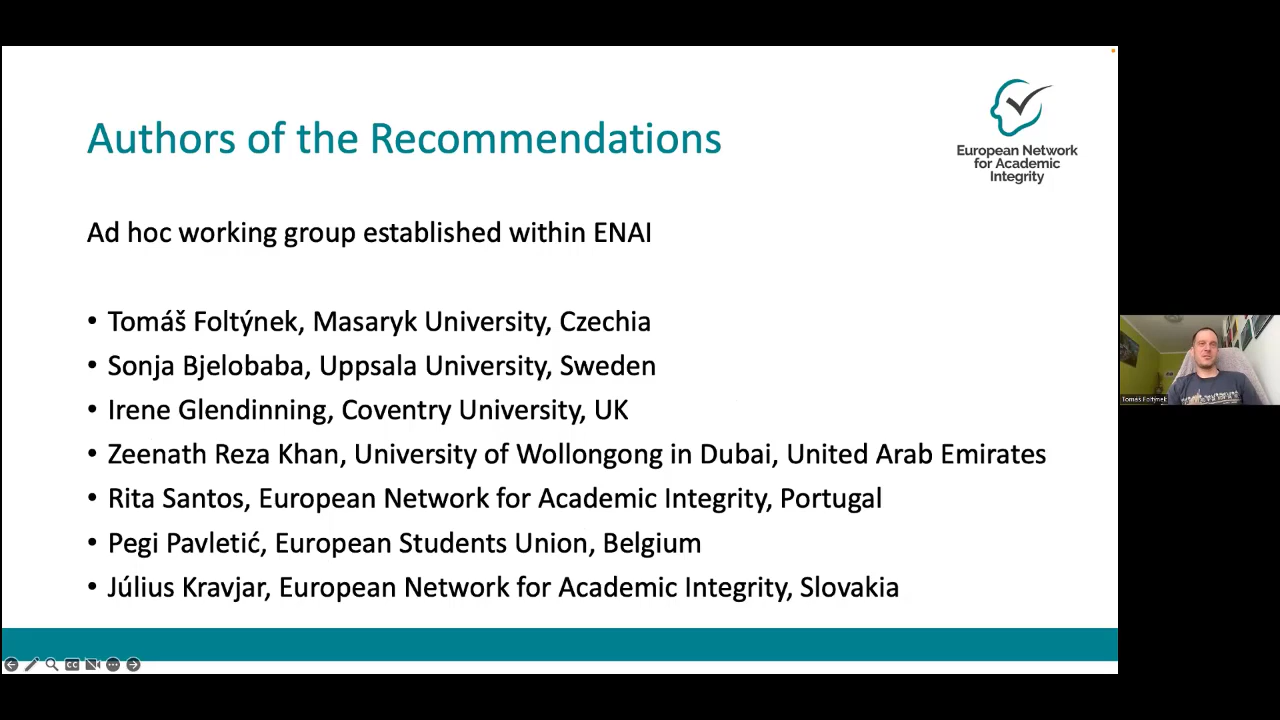 Authors of the Recommendations
European Network
for Academic
Integrity
Ad hoc working group established within ENAI
• Tomáš Foltýnek, Masaryk University, Czechia
• Sonja Bjelobaba, Uppsala University, Sweden
• Irene Glendinning, Coventry University, UK
• Zeenath Reza Khan, University of Wollongong in Dubai, United Arab Emirates
• Rita Santos, European Network for Academic Integrity, Portugal
• Pegi Pavletić, European Students Union, Belgium
• Július Kravjar, European Network for Academic Integrity, Slovakia
Tomáš Foltýnek
CC